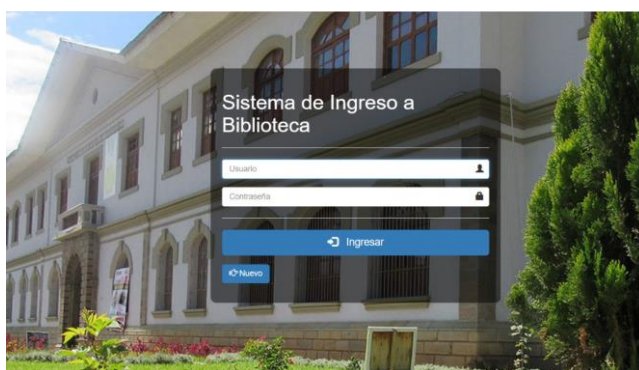 Sistema de Ingreso a
Biblioteca
Usuario
Contraseña
Ingresar
Nuevo